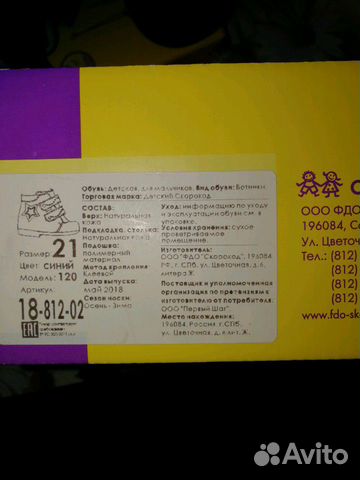 Обувь: Детская, для мальчиков. Вид обуви: Ботинки
Торговая марка: Детский Скороход
СОСТАВ:
Верх: Натуральная
кожа
Подкладка, стелька:
Натуральная кожа
Подошва:
полимерный
материал
Метод крепления:
Клеевой
Дата выпуска:
май 2018
Сезон носки:
Осень - Зима
Уход: информацию по уходу
и эксплуатации обуви см. в
упаковке.
Условия хранения: сухое
проветриваемое
помещение.
Изготовитель:
ООО "ФДО "Скороход", 196084
РФ, г. СПб, ул. Цветочная, д.6,
литера Ж.
Поставщик и уполномоченная
организация по претензиям к
изготовителю от потребителя:
ООО "Первый Шаг"
Место нахождения:
196084, Россия, г. СПб,
ул. Цветочная, д.6 лит. Ж.
Размер: 21
Цвет: СИНИЙ
Модель: 120
Артикул:
18-812-02
EAC
ООО ФДО
196084, Са
Ул. Цветоч
Тел.: (812)
(812)
(812)
(812)
www.fdo-sk
Avito